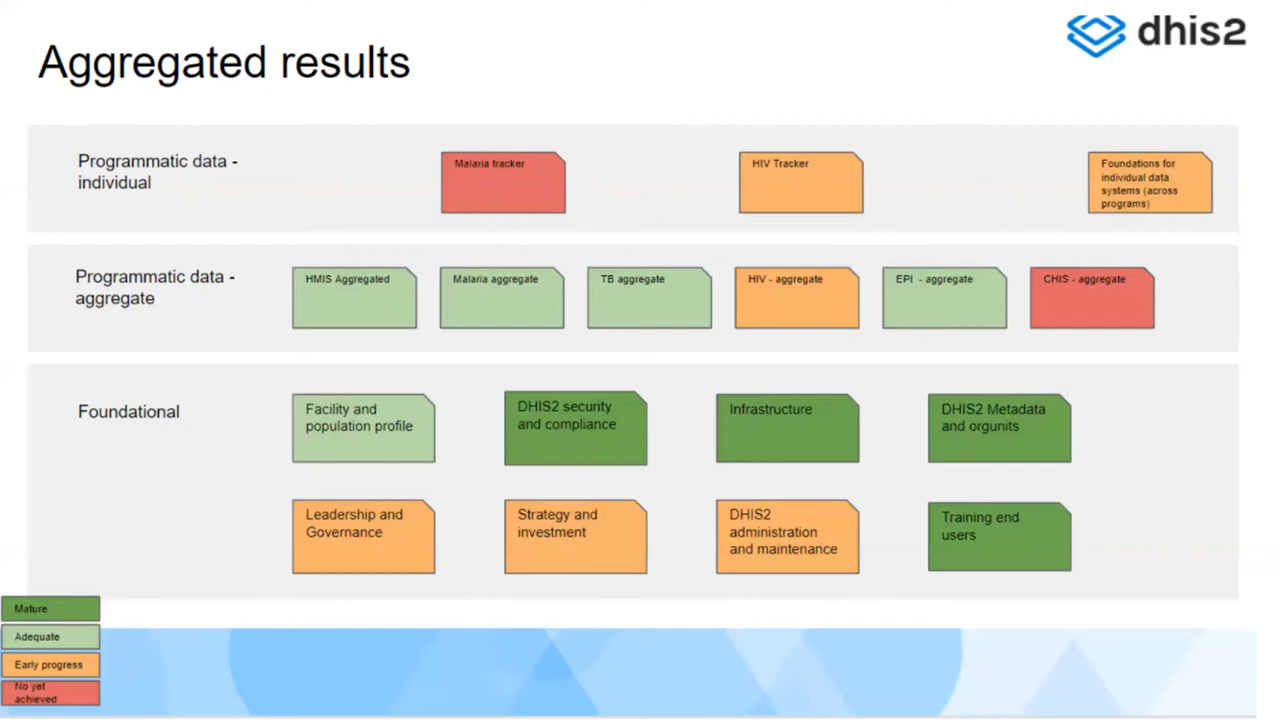 dhis2
Aggregated results
Programmatic data -
individual
Malaria tracker
HIV Tracker
Foundations for
individual data
systems (across
programs)
Programmatic data -
aggregate
HMIS Aggregated
Malaria aggregate
TB aggregate
HIV - aggregate
EPI - aggregate
CHIS - aggregate
Foundational
Facility and
population profile
DHIS2 security
and compliance
Infrastructure
DHIS2 Metadata
and orgunits
Leadership and
Governance
Strategy and
investment
DHIS2
administration
and maintenance
Training end
users
Mature
Adequate
Early progress
No yet
achieved